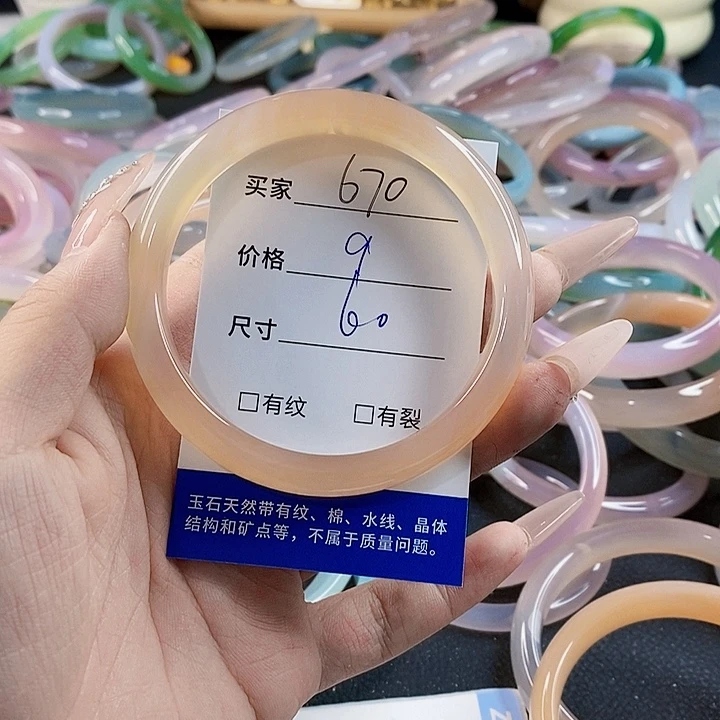 买家 670
价格 9
尺寸 60
□有纹 □有裂
玉石天然带有纹、棉、水线、晶体
结构和矿点等，不属于质量问题。